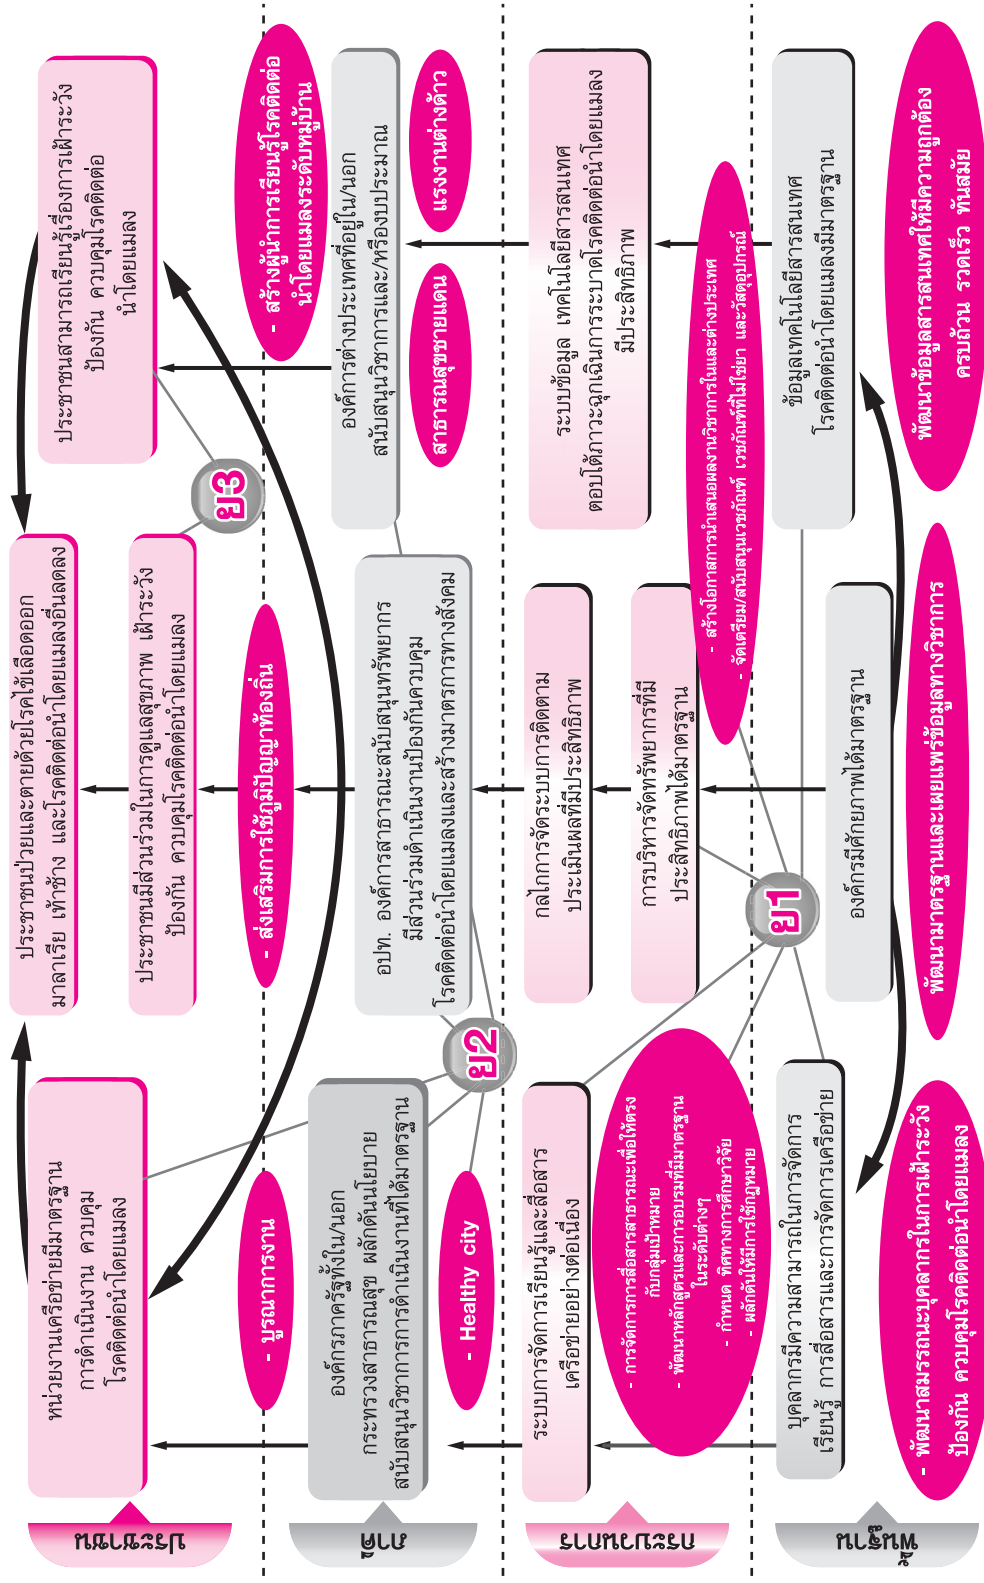 ประชาชน
หน่วยงานเครือข่ายมีมาตรฐาน
การดำเนินงาน ควบคุม
โรคติดต่อนำโดยแมลง
ประชาชนป่วยและตายด้วยโรคไข้เลือดออก
มาลาเรีย เท้าช้าง และโรคติดต่อนำโดยแมลงอื่นลดลง
ประชาชนมีส่วนร่วมในการดูแลสุขภาพ เฝ้าระวัง
ป้องกัน ควบคุมโรคติดต่อนำโดยแมลง
ประชาชนสามารถเรียนรู้เรื่องการเฝ้าระวัง
ป้องกัน ควบคุมโรคติดต่อ
นำโดยแมลง
ย3
- บูรณาการงาน
- ส่งเสริมการใช้ภูมิปัญญาท้องถิ่น
- สร้างผู้นำการเรียนรู้โรคติดต่อ
นำโดยแมลงระดับหมู่บ้าน
ภาคี
องค์กรภาครัฐทั้งใน/นอก
กระทรวงสาธารณสุข ผลักดันนโยบาย
สนับสนุนวิชาการการดำเนินงานที่ได้มาตรฐาน
อปท. องค์การสาธารณะสนับสนุนทรัพยากร
มีส่วนร่วมดำเนินงานป้องกันควบคุม
โรคติดต่อนำโดยแมลงและสร้างมาตรการทางสังคม
องค์การต่างประเทศที่อยู่ใน/นอก
สนับสนุนวิชาการและ/หรืองบประมาณ
- Healthy city
ย2
สาธารณสุขชายแดน
แรงงานต่างด้าว
กระบวนการ
ระบบการจัดการเรียนรู้และสื่อสาร
เครือข่ายอย่างต่อเนื่อง
กลไกการจัดระบบการติดตาม
ประเมินผลที่มีประสิทธิภาพ
การบริหารจัดทรัพยากรที่มี
ประสิทธิภาพได้มาตรฐาน
ระบบข้อมูล เทคโนโลยีสารสนเทศ
ตอบโต้ภาวะฉุกเฉินการระบาดโรคติดต่อนำโดยแมลง
มีประสิทธิภาพ
- การจัดการการสื่อสารสาธารณะเพื่อให้ตรง
กับกลุ่มเป้าหมาย
- พัฒนาหลักสูตรและการอบรมที่มีมาตรฐาน
ในระดับต่างๆ
- กำหนด ทิศทางการศึกษาวิจัย
- ผลักดันให้มีการใช้กฎหมาย
- สร้างโอกาสการนำเสนอผลงานวิชาการในและต่างประเทศ
- จัดเตรียม/สนับสนุนเวชภัณฑ์ เวชภัณฑ์ที่ไม่ใช่ยา และวัสดุอุปกรณ์
ย1
พื้นฐาน
บุคลากรมีความสามารถในการจัดการ
เรียนรู้ การสื่อสารและการจัดการเครือข่าย
องค์กรมีศักยภาพได้มาตรฐาน
ข้อมูลเทคโนโลยีสารสนเทศ
โรคติดต่อนำโดยแมลงมีมาตรฐาน
- พัฒนาสมรรถนะบุคลากรในการเฝ้าระวัง
ป้องกัน ควบคุมโรคติดต่อนำโดยแมลง
พัฒนามาตรฐานและเผยแพร่ข้อมูลทางวิชาการ
พัฒนาข้อมูลสารสนเทศให้มีความถูกต้อง
ครบถ้วน รวดเร็ว ทันสมัย